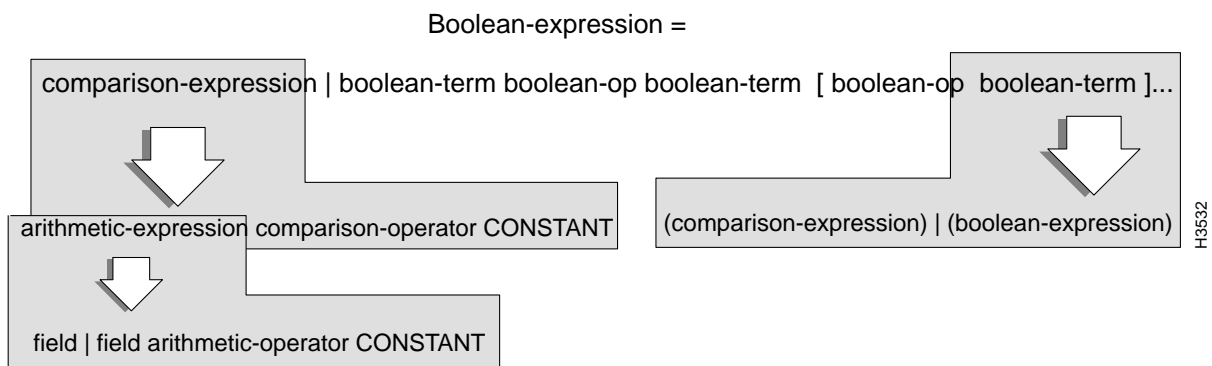 Boolean-expression =
comparison-expression | boolean-term boolean-op boolean-term [ boolean-op boolean-term ]...
arithmetic-expression comparison-operator CONSTANT
(comparison-expression) | (boolean-expression)
field | field arithmetic-operator CONSTANT
H3532